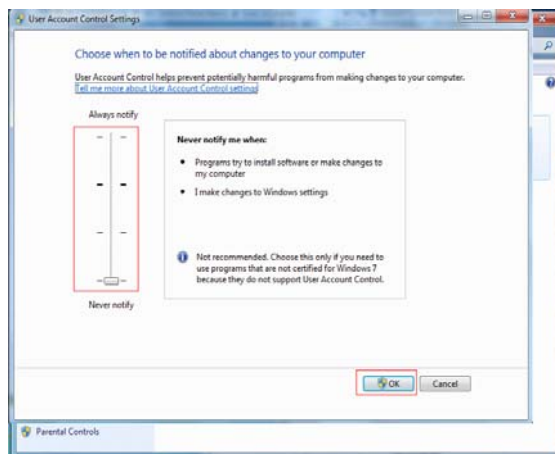 User Account Control Settings
Choose when to be notified about changes to your computer
User Account Control helps prevent potentially harmful programs from making changes to your computer.
Tell me more about User Account Control settings
Always notify
Never notify me when:
• Programs try to install software or make changes to
my computer
• I make changes to Windows settings
Not recommended. Choose this only if you need to
use programs that are not certified for Windows 7
because they do not support User Account Control.
Never notify
OK
Cancel
Parental Controls